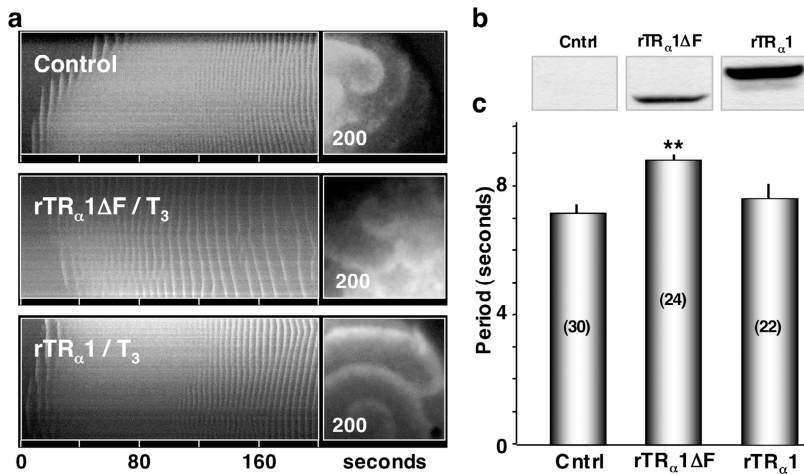 a
Control
200
rTRα1ΔF / T3
200
rTRα1 / T3
200
0 80 160 seconds
b
Cntrl rTRα1ΔF rTRα1
c
Period (seconds)
8
4
0
**
(30) (24) (22)
Cntrl rTRα1ΔF rTRα1